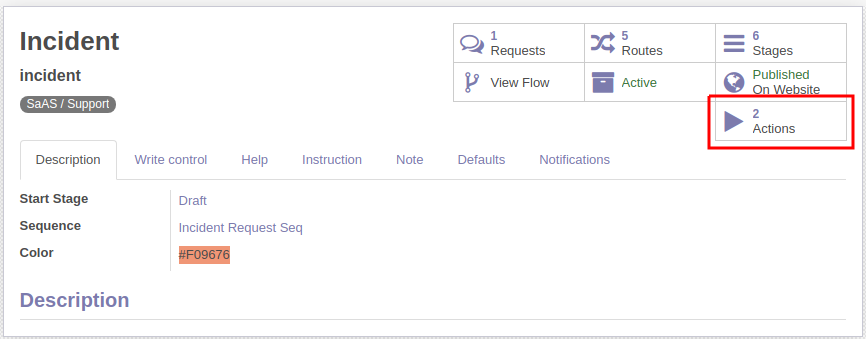 Incident
incident
SaAS / Support
1
Requests
5
Routes
6
Stages
View Flow
Active
Published
On Website
2
Actions
Description Write control Help Instruction Note Defaults Notifications
Start Stage Draft
Sequence Incident Request Seq
Color #F09676
Description